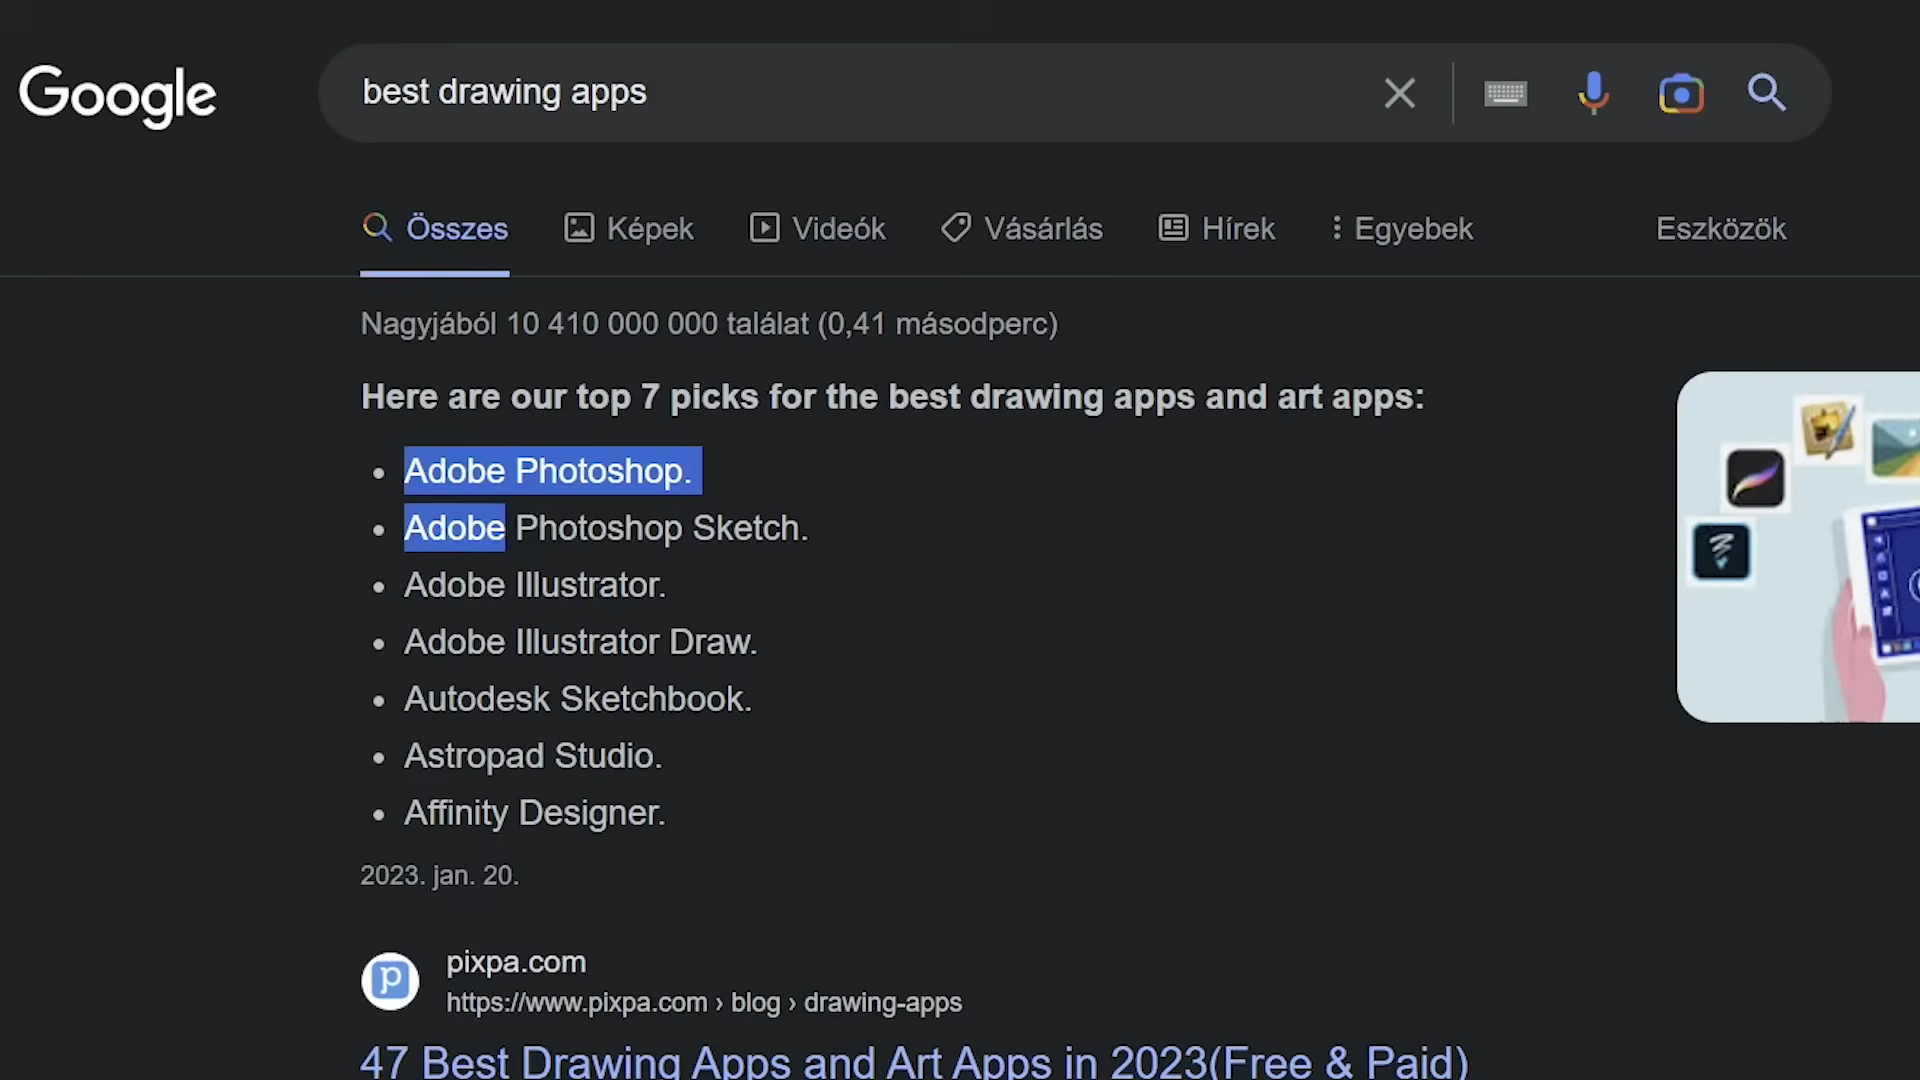 Google
best drawing apps
Összes Képek Videók Vásárlás Hírek Egyebek Eszközök
Nagyjából 10 410 000 000 találat (0,41 másodperc)
Here are our top 7 picks for the best drawing apps and art apps:
Adobe Photoshop.
Adobe Photoshop Sketch.
Adobe Illustrator.
Adobe Illustrator Draw.
Autodesk Sketchbook.
Astropad Studio.
Affinity Designer.
2023. jan. 20.
p
pixpa.com
https://www.pixpa.com › blog › drawing-apps
47 Best Drawing Apps and Art Apps in 2023(Free & Paid)